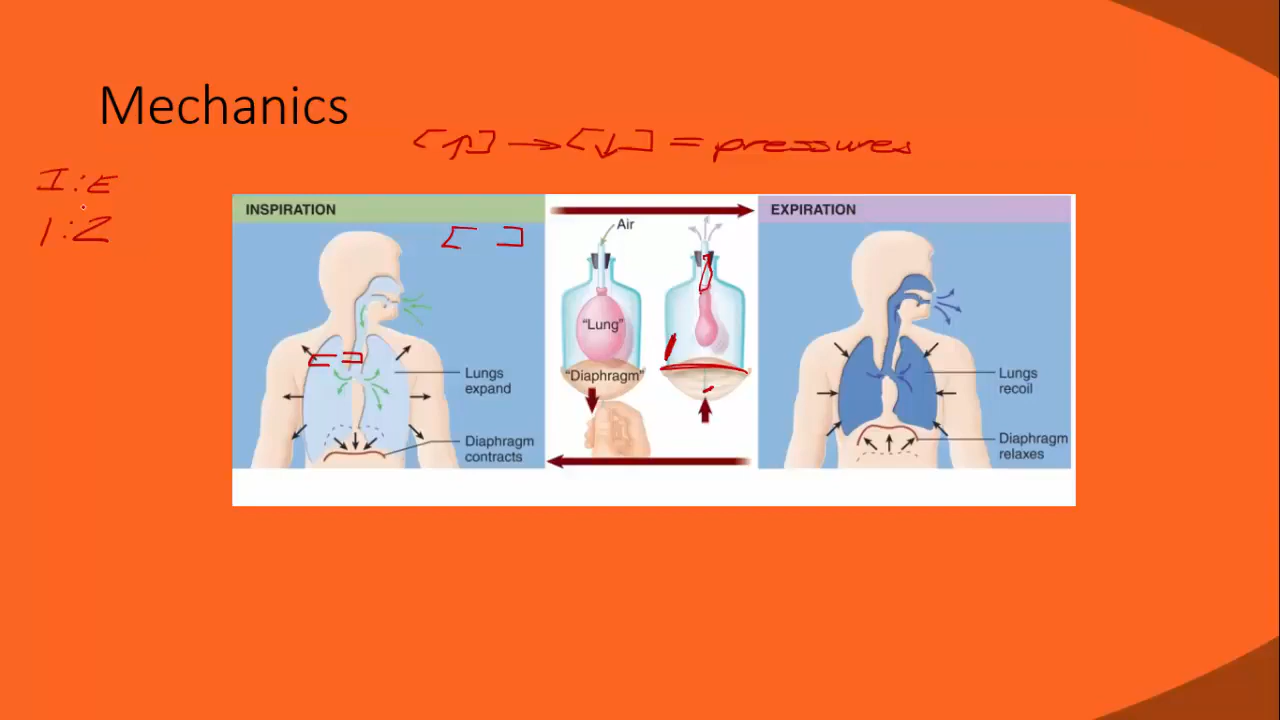 Mechanics
[↑] → [↓] = pressures
I:E
1:2
INSPIRATION
[ ]
Air
EXPIRATION
"Lung"
"Diaphragm"
Lungs
expand
Diaphragm
contracts
Lungs
recoil
Diaphragm
relaxes